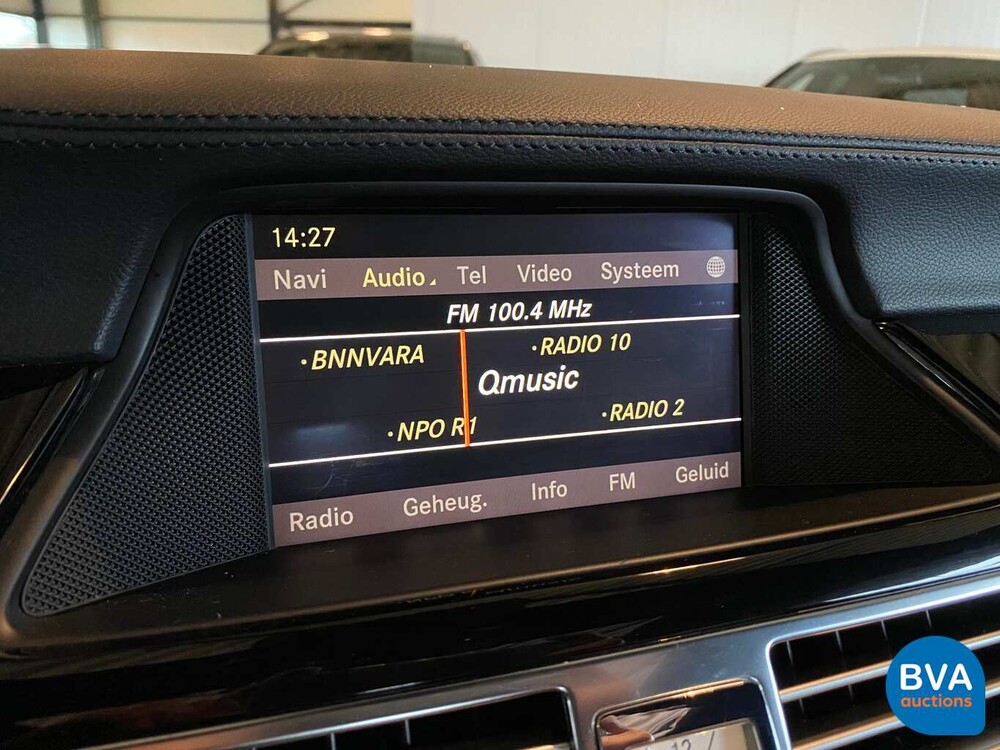 14:27
Navi Audio Tel Video Systeem
FM 100.4 MHz
BNNVARA RADIO 10
Qmusic
NPO R1 RADIO 2
Radio Geheug. Info FM Geluid
12
BVA
auctions